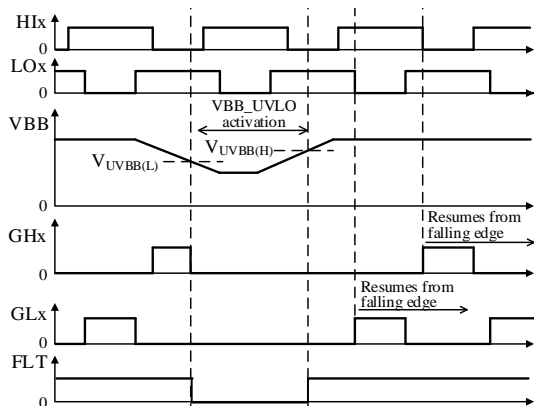 HIx
0
LOx
0
VBB_UVLO
activation
VBB
VUVBB(H)
VUVBB(L)
0
Resumes from
falling edge
GHx
0
Resumes from
falling edge
GLx
0
FLT
0